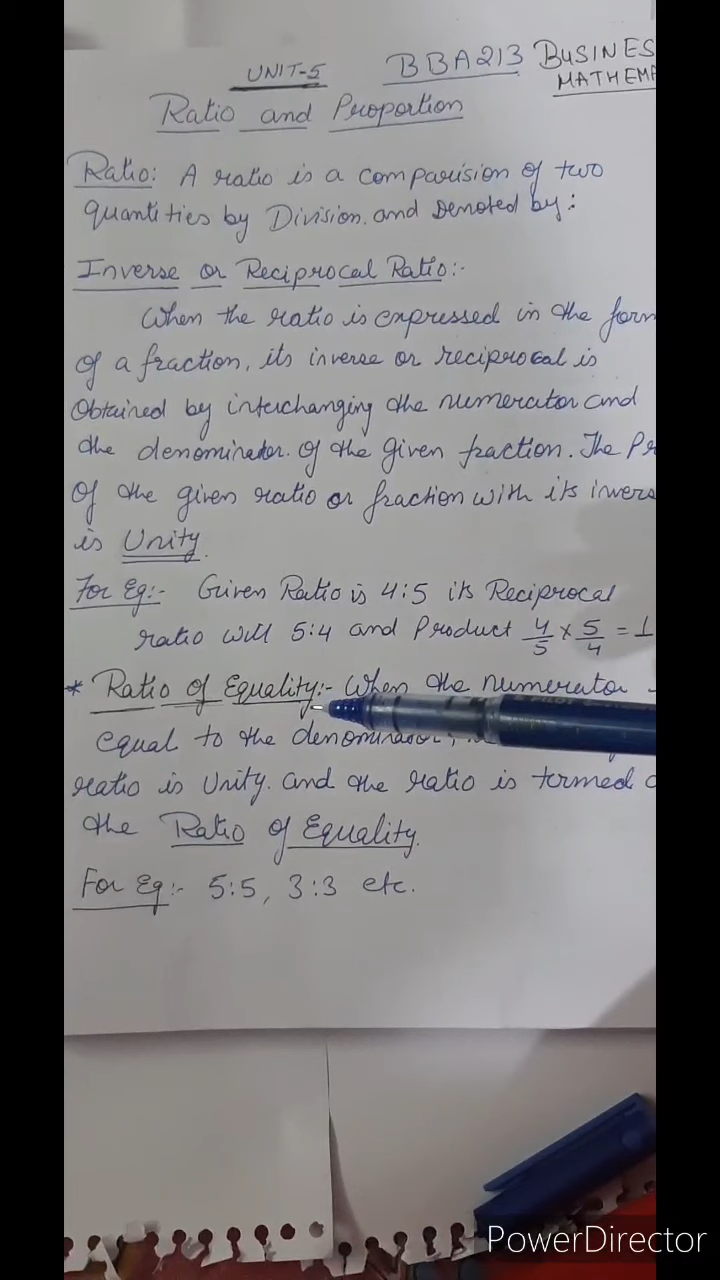 UNIT-5 BBA213 BUSINES
MATHEMA
Ratio and Proportion
Ratio: A ratio is a comparision of two
quantities by Division. and Denoted by :
Inverse or Reciprocal Ratio:-
When the ratio is expressed in the form
of a fraction, its inverse or reciprocal is
Obtained by interchanging the numerator and
the denominator. Of the given fraction. The Pr
Of the given ratio or fraction with its invers
is Unity.
For Eg:- Given Ratio is 4:5 its Reciprocal
ratio will 5:4 and Product 4/5 × 5/4 = 1
* Ratio of Equality:- When the numerator
equal to the denominator,
ratio is Unity. and the ratio is termed
the Ratio of Equality.
For Eg:- 5:5, 3:3 etc.
PowerDirector